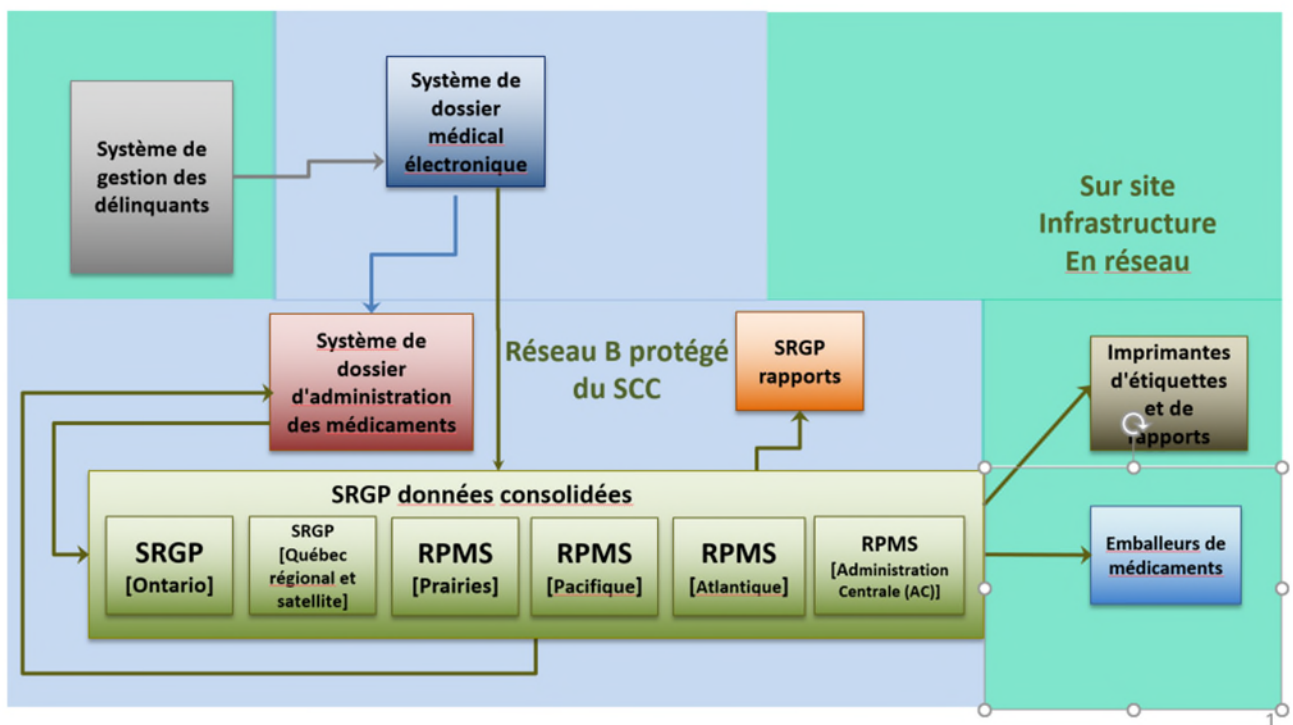 Système de
gestion des
délinquants
Système de
dossier
médical
électronique
Sur site
Infrastructure
En réseau
Système de
dossier
d'administration
des médicaments
Réseau B protégé
du SCC
SRGP
rapports
Imprimantes
d'étiquettes
et de
rapports
SRGP données consolidées
SRGP
[Ontario]
SRGP
[Québec
régional et
satellite]
RPMS
[Prairies]
RPMS
[Pacifique]
RPMS
[Atlantique]
RPMS
[Administration
Centrale (AC)]
Emballeurs de
médicaments
1